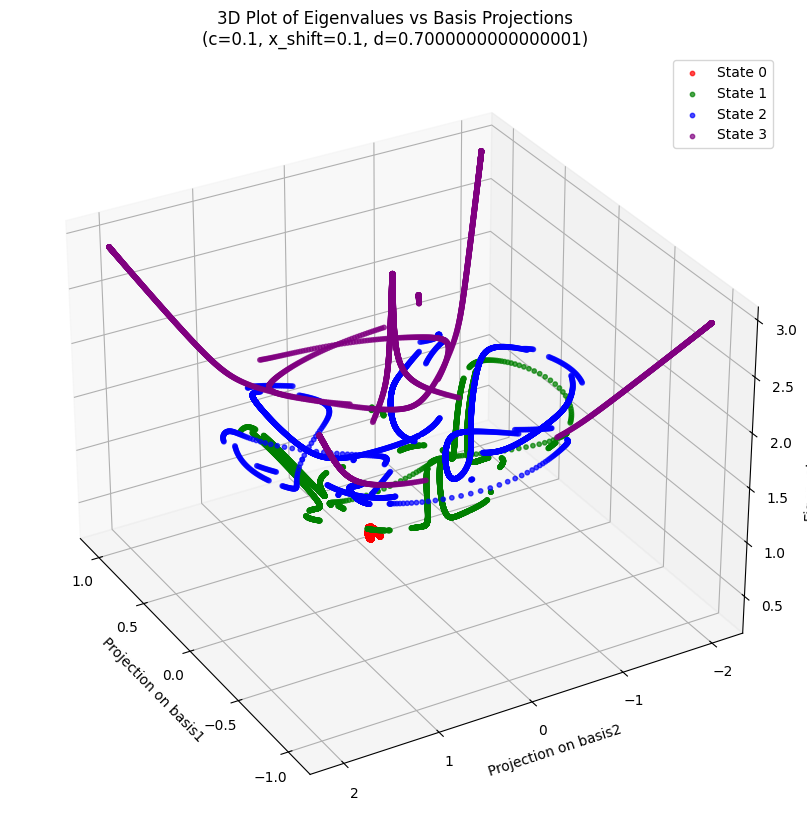 3D Plot of Eigenvalues vs Basis Projections
(c=0.1, x_shift=0.1, d=0.7000000000000001)
State 0
State 1
State 2
State 3
3.0
2.5
2.0
1.5
1.0
0.5
1.0
0.5
0.0
−0.5
−1.0
Projection on basis1
2
1
0
−1
−2
Projection on basis2